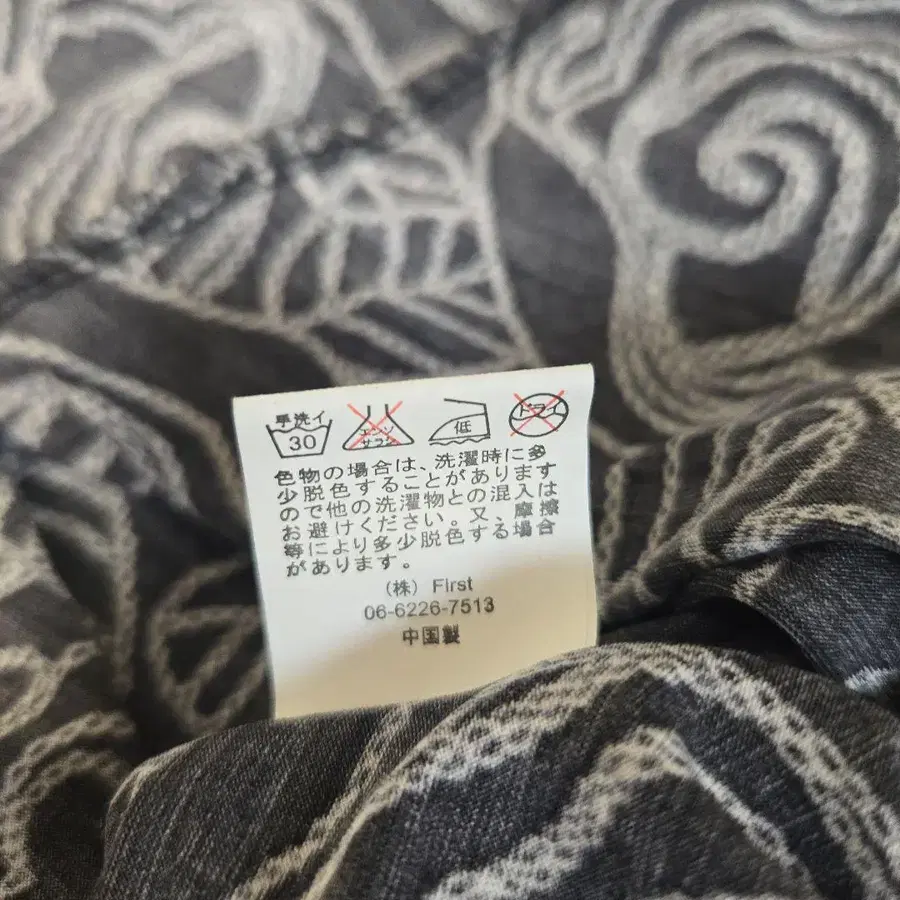 手洗イ 30 エンソ サラシ 低 ドライ
色物の場合は、洗濯時に多
少脱色することがあります
ので他の洗濯物との混入は
お避けください。又、摩擦
等により多少脱色する場合
があります。
（株） First
06-6226-7513
中国製